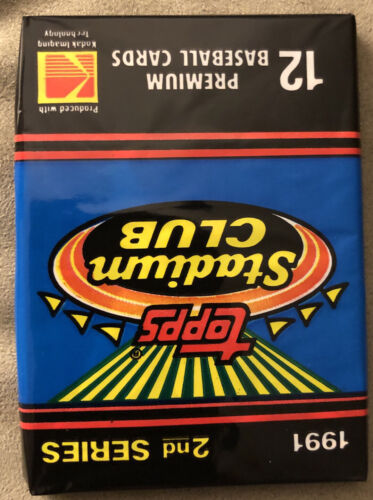 1991 2nd SERIES
topps®
Stadium
CLUB
12 PREMIUM
BASEBALL CARDS
Produced with
Kodak Imaging
Technology